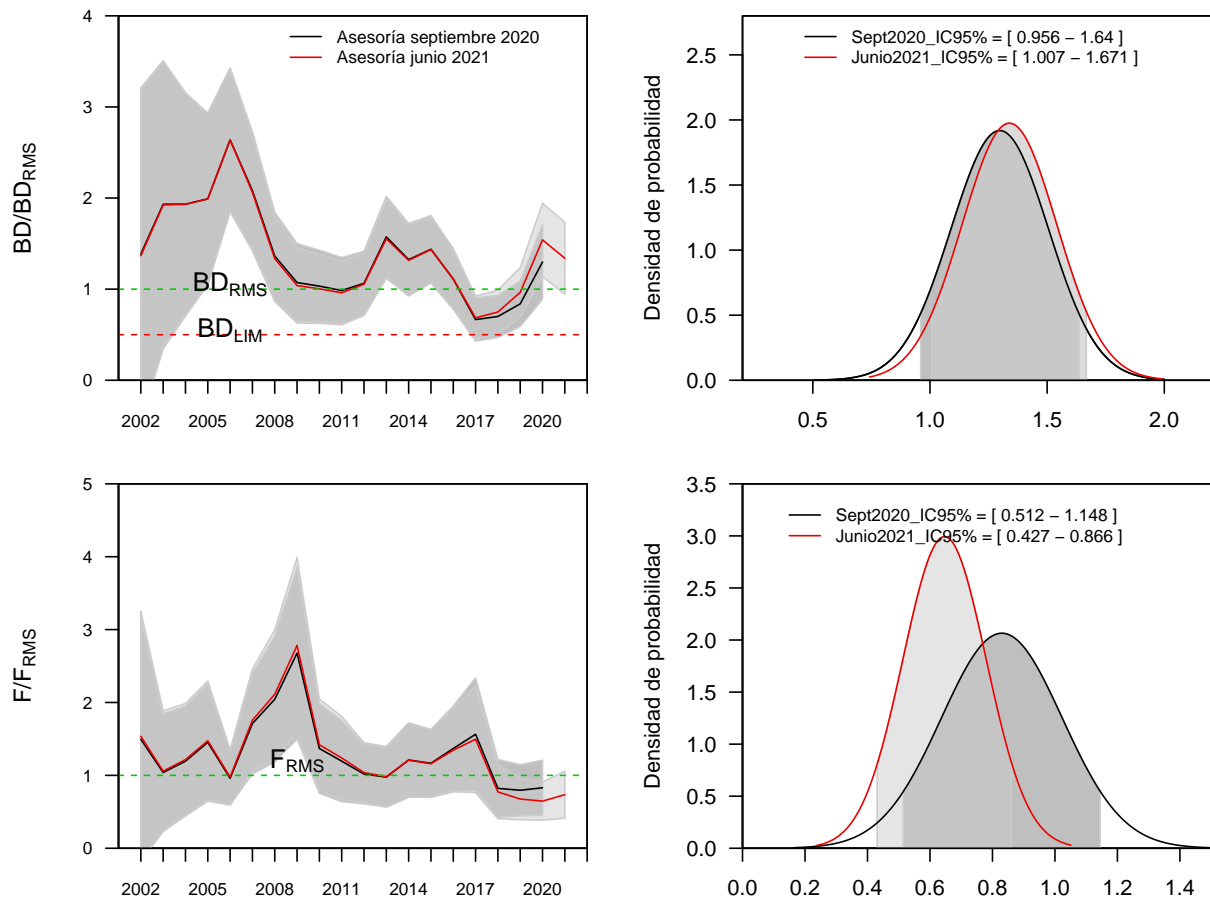 4
3
2
1
0
BD/BD_RMS
Asesoría septiembre 2020
Asesoría junio 2021
BD_RMS
BD_LIM
2002 2005 2008 2011 2014 2017 2020
2.5
2.0
1.5
1.0
0.5
0.0
Densidad de probabilidad
Sept2020_IC95% = [ 0.956 − 1.64 ]
Junio2021_IC95% = [ 1.007 − 1.671 ]
0.5 1.0 1.5 2.0
5
4
3
2
1
0
F/F_RMS
F_RMS
2002 2005 2008 2011 2014 2017 2020
3.5
3.0
2.5
2.0
1.5
1.0
0.5
0.0
Densidad de probabilidad
Sept2020_IC95% = [ 0.512 − 1.148 ]
Junio2021_IC95% = [ 0.427 − 0.866 ]
0.0 0.2 0.4 0.6 0.8 1.0 1.2 1.4